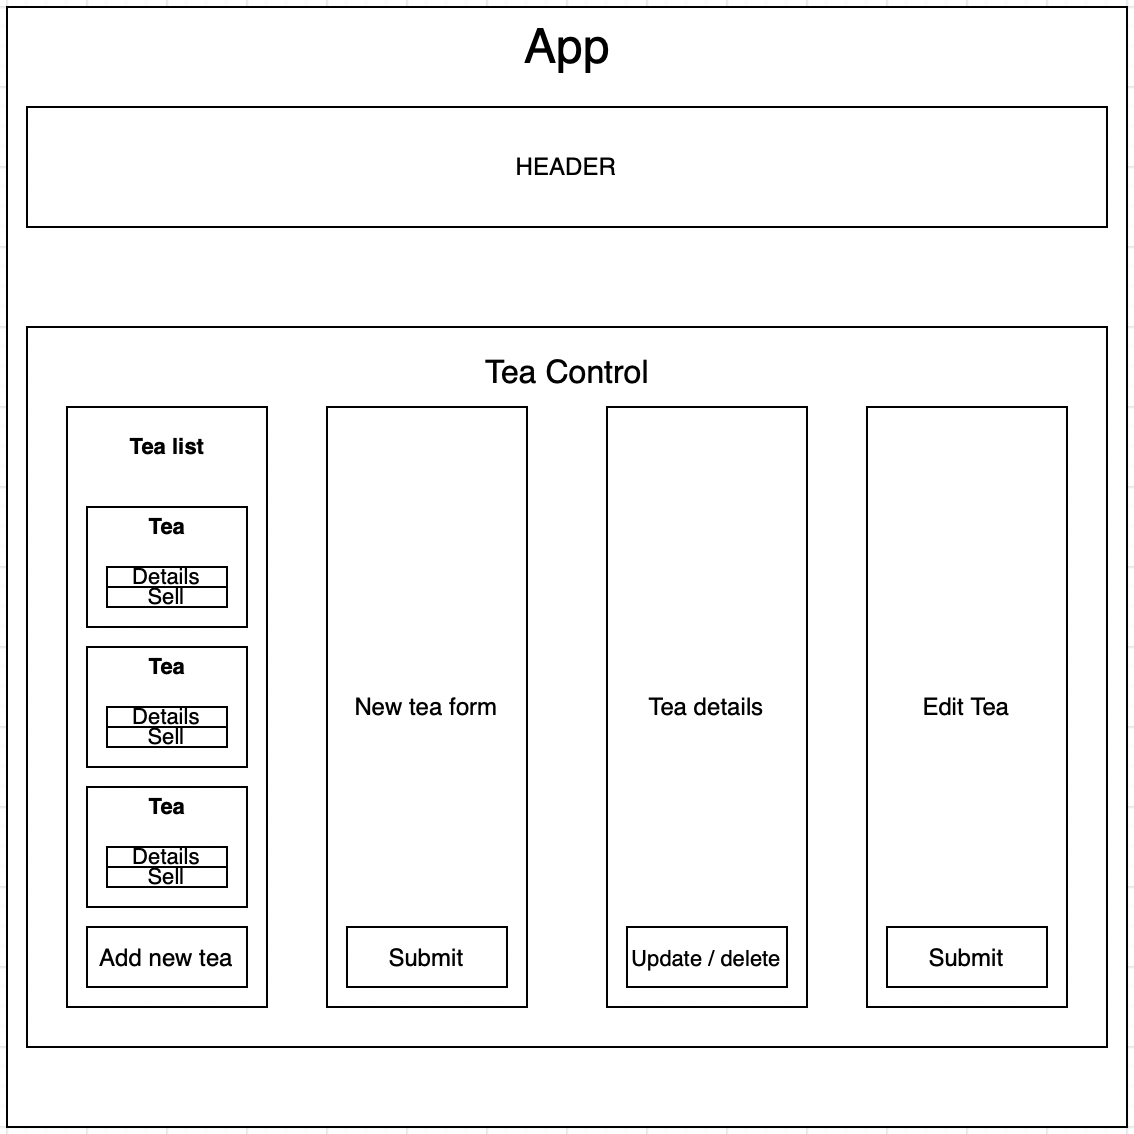 App
HEADER
Tea Control
Tea list
Tea
Details
Sell
Tea
Details
Sell
Tea
Details
Sell
Add new tea
New tea form
Submit
Tea details
Update / delete
Edit Tea
Submit